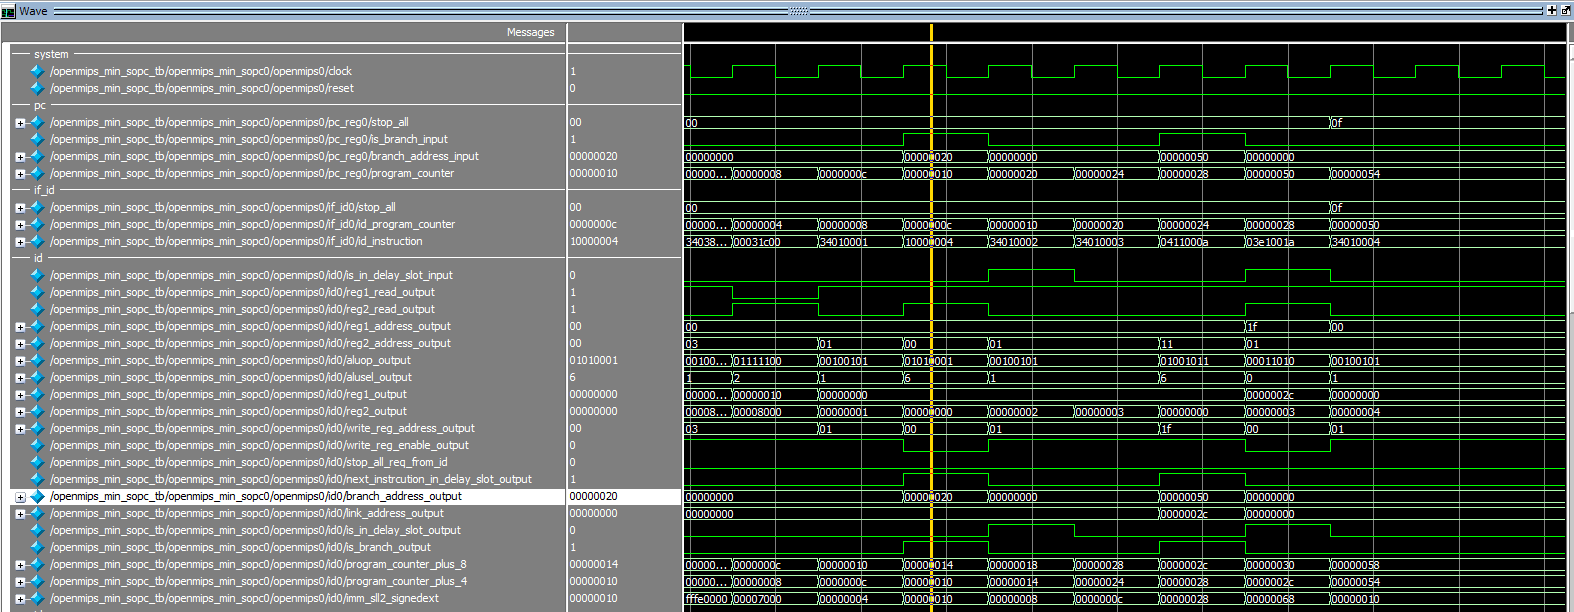 Wave
Messages
system
/openmips_min_sopc_tb/openmips_min_sopc0/openmips0/clock 1
/openmips_min_sopc_tb/openmips_min_sopc0/openmips0/reset 0
pc
/openmips_min_sopc_tb/openmips_min_sopc0/openmips0/pc_reg0/stop_all 00 00 0f
/openmips_min_sopc_tb/openmips_min_sopc0/openmips0/pc_reg0/is_branch_input 1
/openmips_min_sopc_tb/openmips_min_sopc0/openmips0/pc_reg0/branch_address_input 00000020 00000000 00000020 00000000 00000050 00000000
/openmips_min_sopc_tb/openmips_min_sopc0/openmips0/pc_reg0/program_counter 00000010 00000... 00000008 0000000c 00000010 00000020 00000024 00000028 00000050 00000054
if_id
/openmips_min_sopc_tb/openmips_min_sopc0/openmips0/if_id0/stop_all 00 00 0f
/openmips_min_sopc_tb/openmips_min_sopc0/openmips0/if_id0/id_program_counter 0000000c 00000... 00000004 00000008 0000000c 00000010 00000020 00000024 00000028 00000050
/openmips_min_sopc_tb/openmips_min_sopc0/openmips0/if_id0/id_instruction 10000004 34038... 00031c00 34010001 10000004 34010002 34010003 0411000a 03e1001a 34010004
id
/openmips_min_sopc_tb/openmips_min_sopc0/openmips0/id0/is_in_delay_slot_input 0
/openmips_min_sopc_tb/openmips_min_sopc0/openmips0/id0/reg1_read_output 1
/openmips_min_sopc_tb/openmips_min_sopc0/openmips0/id0/reg2_read_output 1
/openmips_min_sopc_tb/openmips_min_sopc0/openmips0/id0/reg1_address_output 00 00 1f 00
/openmips_min_sopc_tb/openmips_min_sopc0/openmips0/id0/reg2_address_output 00 03 01 00 01 11 01
/openmips_min_sopc_tb/openmips_min_sopc0/openmips0/id0/aluop_output 01010001 00100... 01111100 00100101 01010001 00100101 01001011 00011010 00100101
/openmips_min_sopc_tb/openmips_min_sopc0/openmips0/id0/alusel_output 6 1 2 1 6 1 6 0 1
/openmips_min_sopc_tb/openmips_min_sopc0/openmips0/id0/reg1_output 00000000 00000... 00000010 00000000 0000002c 00000000
/openmips_min_sopc_tb/openmips_min_sopc0/openmips0/id0/reg2_output 00000000 00008... 00008000 00000001 00000000 00000002 00000003 00000000 00000003 00000004
/openmips_min_sopc_tb/openmips_min_sopc0/openmips0/id0/write_reg_address_output 00 03 01 00 01 1f 00 01
/openmips_min_sopc_tb/openmips_min_sopc0/openmips0/id0/write_reg_enable_output 0
/openmips_min_sopc_tb/openmips_min_sopc0/openmips0/id0/stop_all_req_from_id 0
/openmips_min_sopc_tb/openmips_min_sopc0/openmips0/id0/next_instrcution_in_delay_slot_output 1
/openmips_min_sopc_tb/openmips_min_sopc0/openmips0/id0/branch_address_output 00000020 00000000 00000020 00000000 00000050 00000000
/openmips_min_sopc_tb/openmips_min_sopc0/openmips0/id0/link_address_output 00000000 00000000 0000002c 00000000
/openmips_min_sopc_tb/openmips_min_sopc0/openmips0/id0/is_in_delay_slot_output 0
/openmips_min_sopc_tb/openmips_min_sopc0/openmips0/id0/is_branch_output 1
/openmips_min_sopc_tb/openmips_min_sopc0/openmips0/id0/program_counter_plus_8 00000014 00000... 0000000c 00000010 00000014 00000018 00000028 0000002c 00000030 00000058
/openmips_min_sopc_tb/openmips_min_sopc0/openmips0/id0/program_counter_plus_4 00000010 00000... 00000008 0000000c 00000010 00000014 00000024 00000028 0000002c 00000054
/openmips_min_sopc_tb/openmips_min_sopc0/openmips0/id0/imm_sll2_signedext 00000010 fffe0000 00007000 00000004 00000010 00000008 0000000c 00000028 00000068 00000010